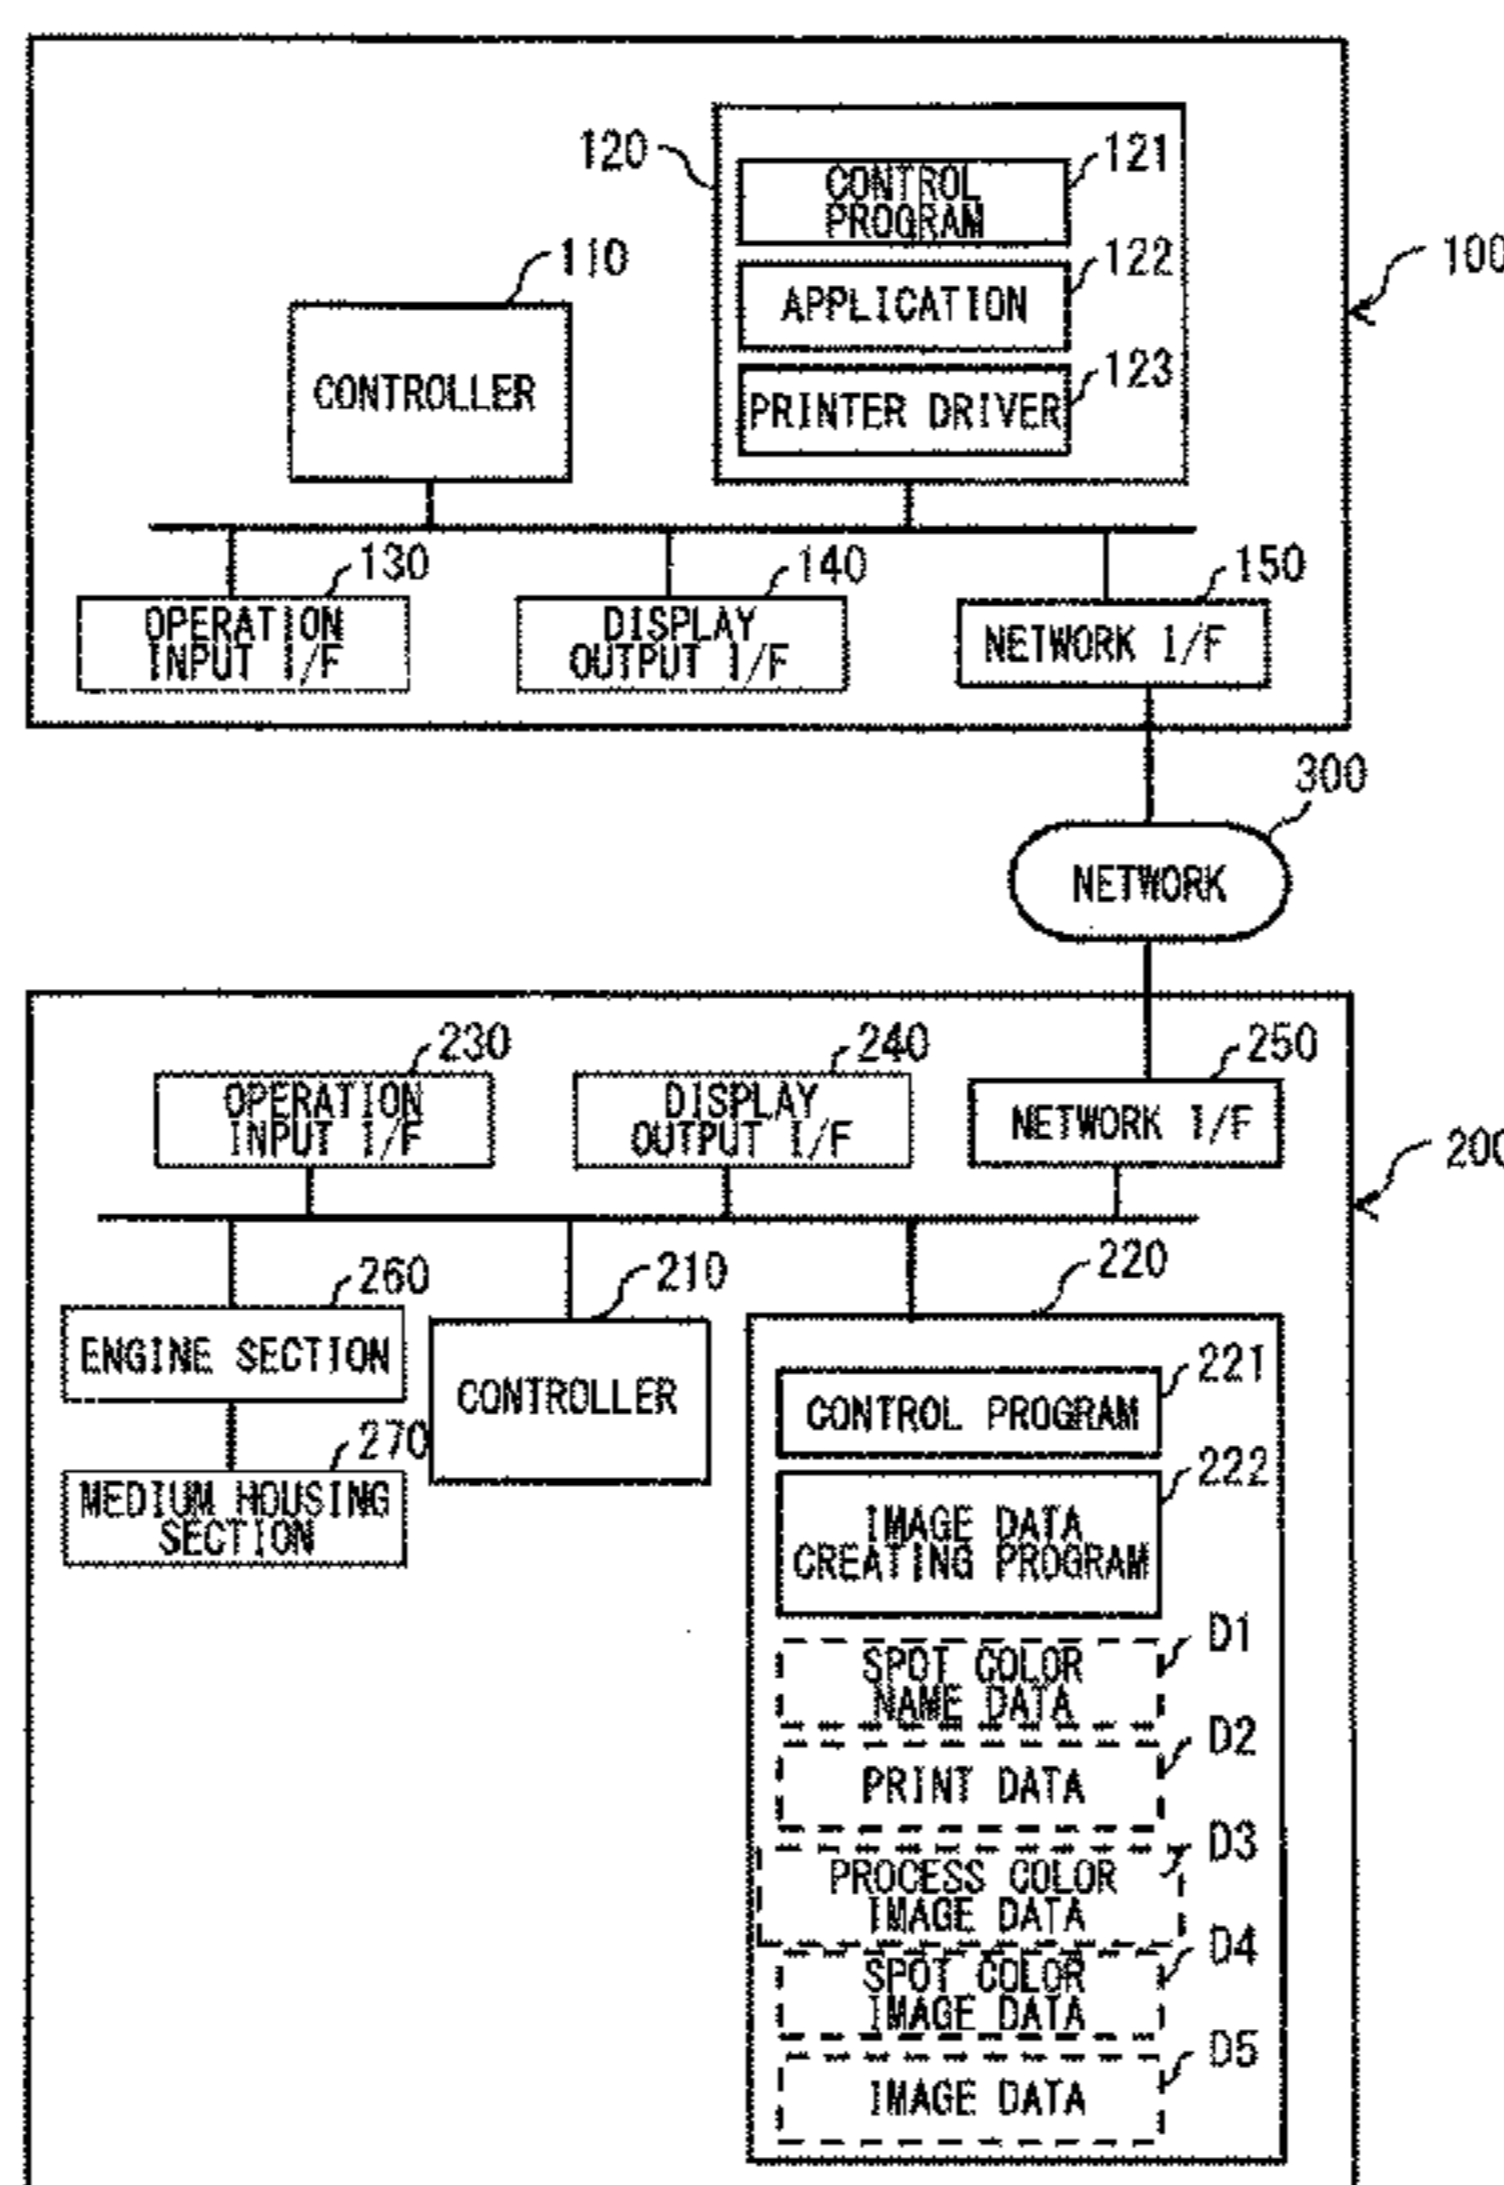 120
121
CONTROL
PROGRAM
110
122
100
APPLICATION
CONTROLLER
123
PRINTER DRIVER
130
140
150
OPERATION
INPUT I/F
DISPLAY
OUTPUT I/F
NETWORK I/F
300
NETWORK
230
240
250
OPERATION
INPUT I/F
DISPLAY
OUTPUT I/F
NETWORK I/F
200
260
210
220
ENGINE SECTION
CONTROLLER
221
CONTROL PROGRAM
270
222
MEDIUM HOUSING
SECTION
IMAGE DATA
CREATING PROGRAM
D1
SPOT COLOR
NAME DATA
D2
PRINT DATA
D3
PROCESS COLOR
IMAGE DATA
D4
SPOT COLOR
IMAGE DATA
D5
IMAGE DATA